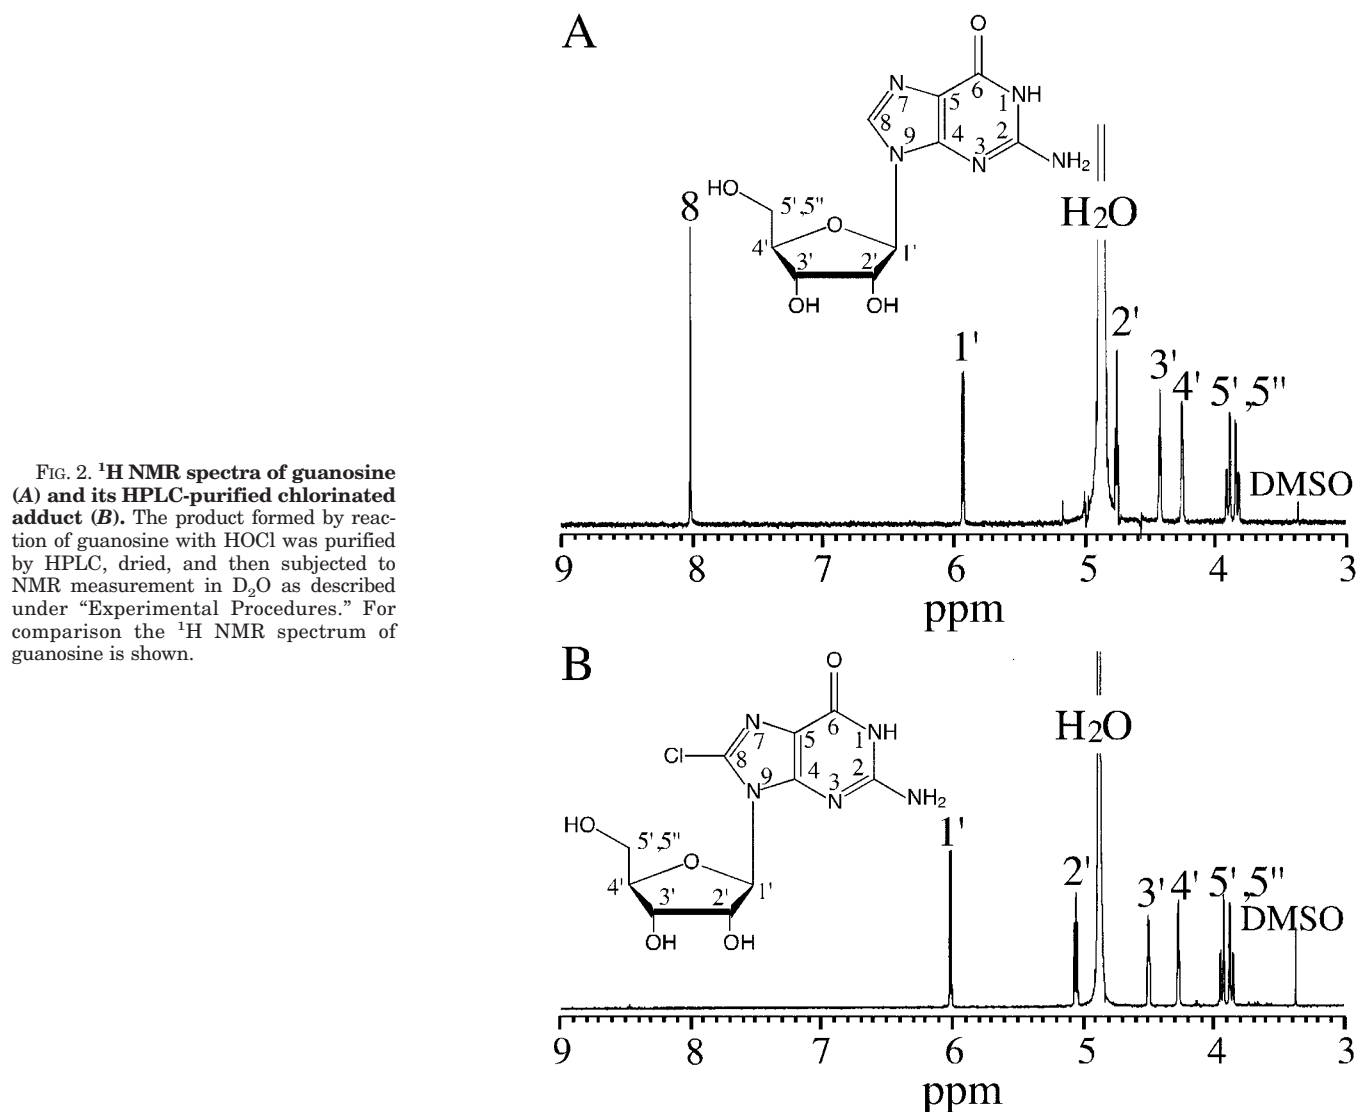 A
O
6
N
7
5
1
NH
8
9
4
3
2
N
N
NH2
HO
5',5"
O
4'
3'
2'
1'
OH
OH
8
1'
H2O
2'
3'
4'
5',5"
DMSO
9 8 7 6 5 4 3
ppm
FIG. 2. ¹H NMR spectra of guanosine
(A) and its HPLC-purified chlorinated
adduct (B). The product formed by reac-
tion of guanosine with HOCl was purified
by HPLC, dried, and then subjected to
NMR measurement in D₂O as described
under “Experimental Procedures.” For
comparison the ¹H NMR spectrum of
guanosine is shown.
B
O
6
N
7
5
1
NH
Cl
8
9
4
3
2
N
N
NH2
HO
5',5"
O
4'
3'
2'
1'
OH
OH
H2O
1'
2'
3'
4'
5',5"
DMSO
9 8 7 6 5 4 3
ppm